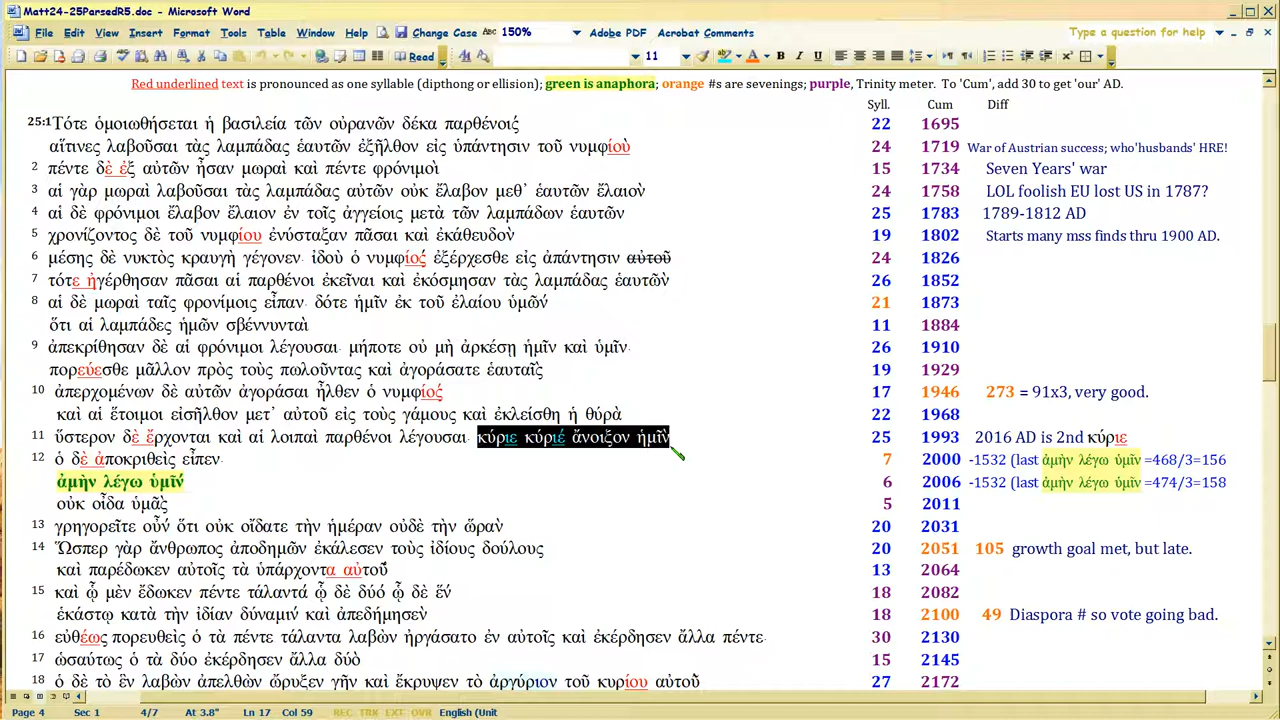 Matt24-25ParsedR5.doc - Microsoft Word
File Edit View Insert Format Tools Table Window Help Change Case 150% Adobe PDF Acrobat Comments Type a question for help
Read 11
Red underlined text is pronounced as one syllable (dipthong or ellision); green is anaphora; orange #s are sevenings; purple, Trinity meter. To 'Cum', add 30 to get 'our' AD.
Syll. Cum Diff
25:1 Τότε ὁμοιωθήσεται ἡ βασιλεία τῶν οὐρανῶν δέκα παρθένοις 22 1695
αἵτινες λαβοῦσαι τὰς λαμπάδας ἑαυτῶν ἐξῆλθον εἰς ὑπάντησιν τοῦ νυμφίου 24 1719 War of Austrian success; who'husbands' HRE!
2 πέντε δὲ ἐξ αὐτῶν ἦσαν μωραὶ καὶ πέντε φρόνιμοι 15 1734 Seven Years' war
3 αἱ γὰρ μωραὶ λαβοῦσαι τὰς λαμπάδας αὐτῶν οὐκ ἔλαβον μεθ᾽ ἑαυτῶν ἔλαιον 24 1758 LOL foolish EU lost US in 1787?
4 αἱ δὲ φρόνιμοι ἔλαβον ἔλαιον ἐν τοῖς ἀγγείοις μετὰ τῶν λαμπάδων ἑαυτῶν 25 1783 1789-1812 AD
5 χρονίζοντος δὲ τοῦ νυμφίου ἐνύσταξαν πᾶσαι καὶ ἐκάθευδον 19 1802 Starts many mss finds thru 1900 AD.
6 μέσης δὲ νυκτὸς κραυγὴ γέγονεν· ἰδοὺ ὁ νυμφίος ἐξέρχεσθε εἰς ἀπάντησιν αὐτοῦ 24 1826
7 τότε ἠγέρθησαν πᾶσαι αἱ παρθένοι ἐκεῖναι καὶ ἐκόσμησαν τὰς λαμπάδας ἑαυτῶν 26 1852
8 αἱ δὲ μωραὶ ταῖς φρονίμοις εἶπαν· δότε ἡμῖν ἐκ τοῦ ἐλαίου ὑμῶν 21 1873
ὅτι αἱ λαμπάδες ἡμῶν σβέννυνται 11 1884
9 ἀπεκρίθησαν δὲ αἱ φρόνιμοι λέγουσαι· μήποτε οὐ μὴ ἀρκέσῃ ἡμῖν καὶ ὑμῖν· 26 1910
πορεύεσθε μᾶλλον πρὸς τοὺς πωλοῦντας καὶ ἀγοράσατε ἑαυταῖς 19 1929
10 ἀπερχομένων δὲ αὐτῶν ἀγοράσαι ἦλθεν ὁ νυμφίος 17 1946 273 = 91x3, very good.
καὶ αἱ ἕτοιμοι εἰσῆλθον μετ᾽ αὐτοῦ εἰς τοὺς γάμους καὶ ἐκλείσθη ἡ θύρα 22 1968
11 ὕστερον δὲ ἔρχονται καὶ αἱ λοιπαὶ παρθένοι λέγουσαι· κύριε κύριέ ἄνοιξον ἡμῖν 25 1993 2016 AD is 2nd κύριε
12 ὁ δὲ ἀποκριθεὶς εἶπεν· 7 2000 -1532 (last ἀμὴν λέγω ὑμῖν =468/3=156
ἀμὴν λέγω ὑμῖν 6 2006 -1532 (last ἀμὴν λέγω ὑμῖν =474/3=158
οὐκ οἶδα ὑμᾶς 5 2011
13 γρηγορεῖτε οὖν ὅτι οὐκ οἴδατε τὴν ἡμέραν οὐδὲ τὴν ὥραν 20 2031
14 Ὥσπερ γὰρ ἄνθρωπος ἀποδημῶν ἐκάλεσεν τοὺς ἰδίους δούλους 20 2051 105 growth goal met, but late.
καὶ παρέδωκεν αὐτοῖς τὰ ὑπάρχοντα αὐτοῦ 13 2064
15 καὶ ᾧ μὲν ἔδωκεν πέντε τάλαντά ᾧ δὲ δύό ᾧ δὲ ἕν 18 2082
ἑκάστῳ κατὰ τὴν ἰδίαν δύναμιν καὶ ἀπεδήμησεν 18 2100 49 Diaspora # so vote going bad.
16 εὐθέως πορευθεὶς ὁ τὰ πέντε τάλαντα λαβὼν ἠργάσατο ἐν αὐτοῖς καὶ ἐκέρδησεν ἄλλα πέντε· 30 2130
17 ὡσαύτως ὁ τὰ δύο ἐκέρδησεν ἄλλα δύο 15 2145
18 ὁ δὲ τὸ ἓν λαβὼν ἀπελθὼν ὤρυξεν γῆν καὶ ἔκρυψεν τὸ ἀργύριον τοῦ κυρίου αὐτοῦ 27 2172
Page 4 Sec 1 4/7 At 3.8" Ln 17 Col 59 REC TRK EXT OVR English (Unit